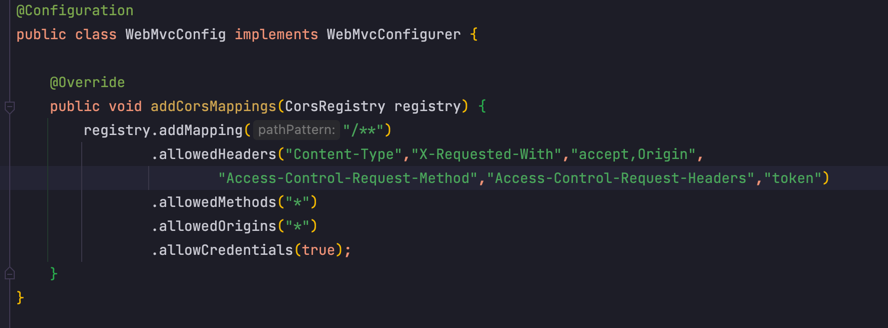 @Configuration
public class WebMvcConfig implements WebMvcConfigurer {
@Override
public void addCorsMappings(CorsRegistry registry) {
registry.addMapping( pathPattern: "/**")
.allowedHeaders("Content-Type","X-Requested-With","accept,Origin",
"Access-Control-Request-Method","Access-Control-Request-Headers","token")
.allowedMethods("*")
.allowedOrigins("*")
.allowCredentials(true);
}
}